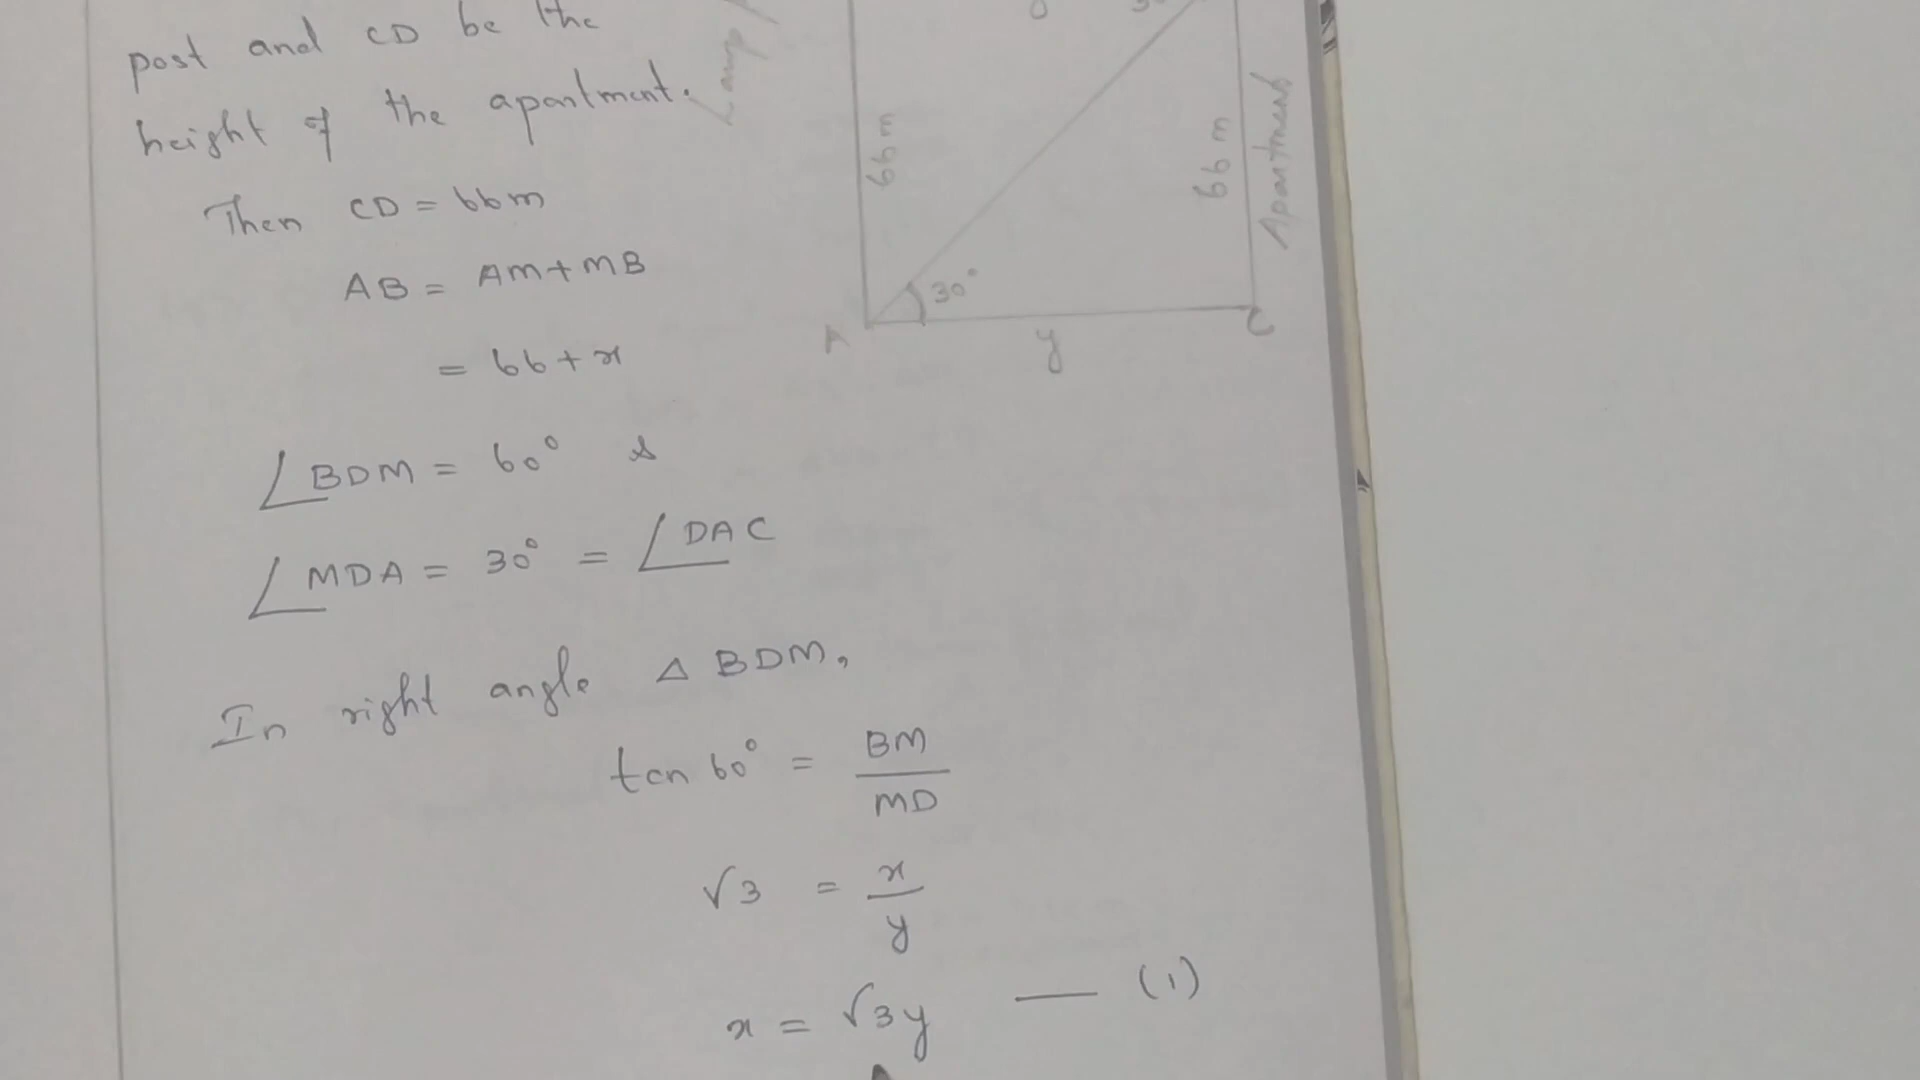 post and CD be the
height of the apartment.
Then CD = 66m
AB = AM + MB
= 66 + x
∠BDM = 60° &
∠MDA = 30° = ∠DAC
In right angle △ BDM,
tan 60° = BM / MD
√3 = x / y
x = √3y — (1)
Lamp
66 m
66 m
Apartment
30°
A
y
C